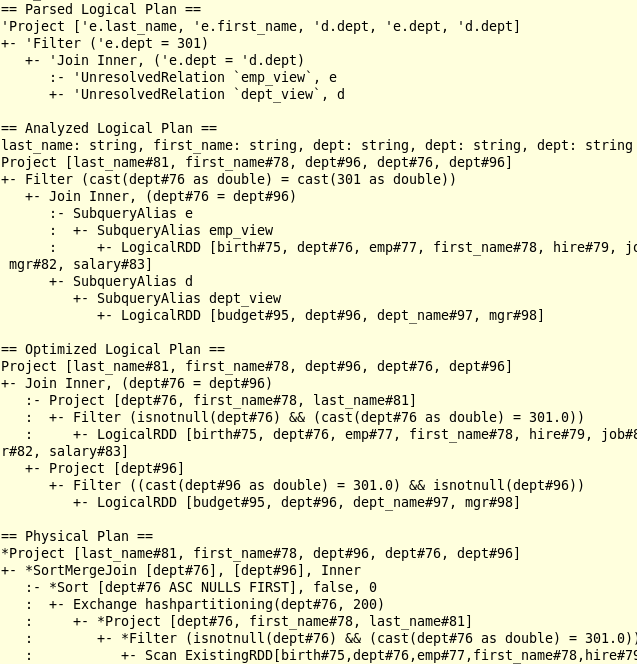 == Parsed Logical Plan ==
'Project ['e.last_name, 'e.first_name, 'd.dept, 'e.dept, 'd.dept]
+- 'Filter ('e.dept = 301)
   +- 'Join Inner, ('e.dept = 'd.dept)
      :- 'UnresolvedRelation `emp_view`, e
      +- 'UnresolvedRelation `dept_view`, d
== Analyzed Logical Plan ==
last_name: string, first_name: string, dept: string, dept: string, dept: string
Project [last_name#81, first_name#78, dept#96, dept#76, dept#96]
+- Filter (cast(dept#76 as double) = cast(301 as double))
   +- Join Inner, (dept#76 = dept#96)
      :- SubqueryAlias e
      :  +- SubqueryAlias emp_view
      :     +- LogicalRDD [birth#75, dept#76, emp#77, first_name#78, hire#79, jo
 mgr#82, salary#83]
      +- SubqueryAlias d
         +- SubqueryAlias dept_view
            +- LogicalRDD [budget#95, dept#96, dept_name#97, mgr#98]
== Optimized Logical Plan ==
Project [last_name#81, first_name#78, dept#96, dept#76, dept#96]
+- Join Inner, (dept#76 = dept#96)
   :- Project [dept#76, first_name#78, last_name#81]
   :  +- Filter (isnotnull(dept#76) && (cast(dept#76 as double) = 301.0))
   :     +- LogicalRDD [birth#75, dept#76, emp#77, first_name#78, hire#79, job#8
r#82, salary#83]
   +- Project [dept#96]
      +- Filter ((cast(dept#96 as double) = 301.0) && isnotnull(dept#96))
         +- LogicalRDD [budget#95, dept#96, dept_name#97, mgr#98]
== Physical Plan ==
*Project [last_name#81, first_name#78, dept#96, dept#76, dept#96]
+- *SortMergeJoin [dept#76], [dept#96], Inner
   :- *Sort [dept#76 ASC NULLS FIRST], false, 0
   :  +- Exchange hashpartitioning(dept#76, 200)
   :     +- *Project [dept#76, first_name#78, last_name#81]
   :        +- *Filter (isnotnull(dept#76) && (cast(dept#76 as double) = 301.0))
   :           +- Scan ExistingRDD[birth#75,dept#76,emp#77,first_name#78,hire#79